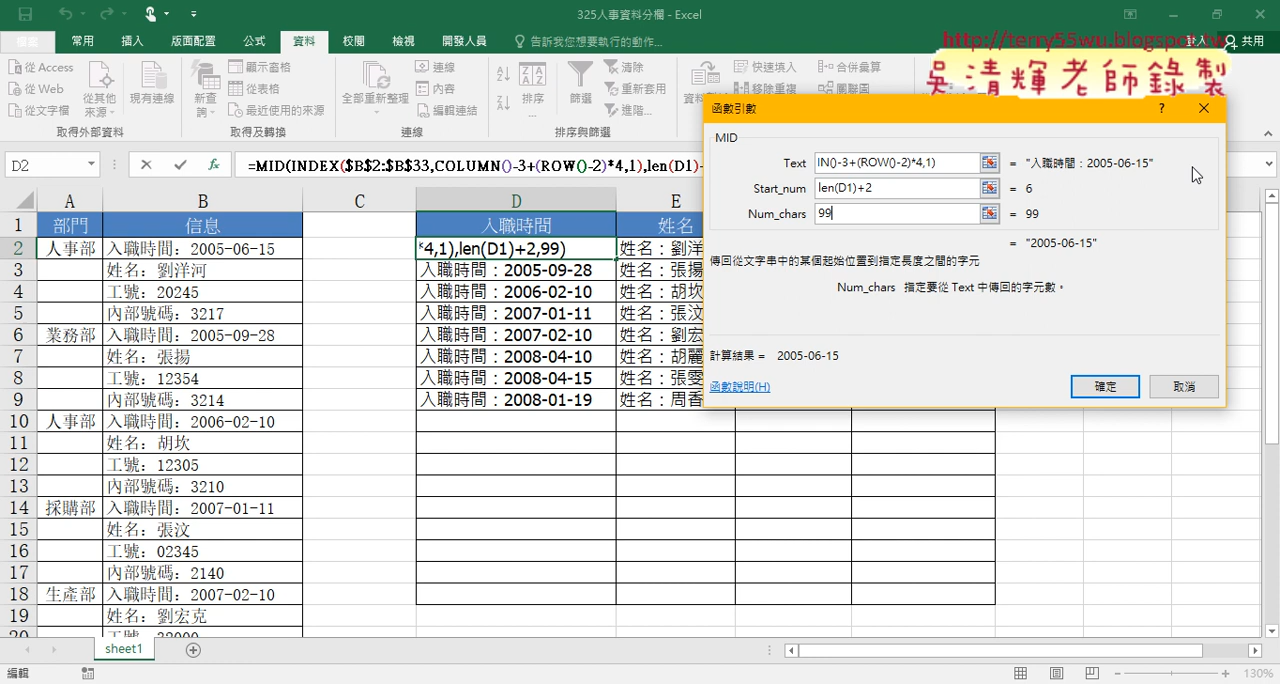 325人事資料分欄 - Excel
http://terry55wu.blogspot.tw
吳清輝老師錄製
檔案 常用 插入 版面配置 公式 資料 校閱 檢視 開發人員 告訴我您想要執行的動作... 登入 共用
從 Access
從 Web
從文字檔
從其他來源
現有連線
取得外部資料
新查詢
顯示查詢
從表格
最近使用的來源
取得及轉換
全部重新整理
連線
內容
編輯連結
連線
排序
篩選
清除
重新套用
進階...
排序與篩選
快速填入
移除重複
合併彙算
關聯圖
D2
=MID(INDEX($B$2:$B$33,COLUMN()-3+(ROW()-2)*4,1),len(D1)-
A B C D E
1 部門 信息 入職時間 姓名
2 人事部 入職時間：2005-06-15 *4,1),len(D1)+2,99) 姓名：劉洋
3 姓名：劉洋河 入職時間：2005-09-28 姓名：張揚
4 工號：20245 入職時間：2006-02-10 姓名：胡坎
5 內部號碼：3217 入職時間：2007-01-11 姓名：張汶
6 業務部 入職時間：2005-09-28 入職時間：2007-02-10 姓名：劉宏
7 姓名：張揚 入職時間：2008-04-10 姓名：胡麗
8 工號：12354 入職時間：2008-04-15 姓名：張雯
9 內部號碼：3214 入職時間：2008-01-19 姓名：周香
10 人事部 入職時間：2006-02-10
11 姓名：胡坎
12 工號：12305
13 內部號碼：3210
14 採購部 入職時間：2007-01-11
15 姓名：張汶
16 工號：02345
17 內部號碼：2140
18 生產部 入職時間：2007-02-10
19 姓名：劉宏克
20
函數引數
MID
Text IN()-3+(ROW()-2)*4,1) = "入職時間：2005-06-15"
Start_num len(D1)+2 = 6
Num_chars 99 = 99
= "2005-06-15"
傳回從文字串中的某個起始位置到指定長度之間的字元
Num_chars 指定要從 Text 中傳回的字元數。
計算結果 = 2005-06-15
函數說明(H)
確定 取消
sheet1
編輯
130%